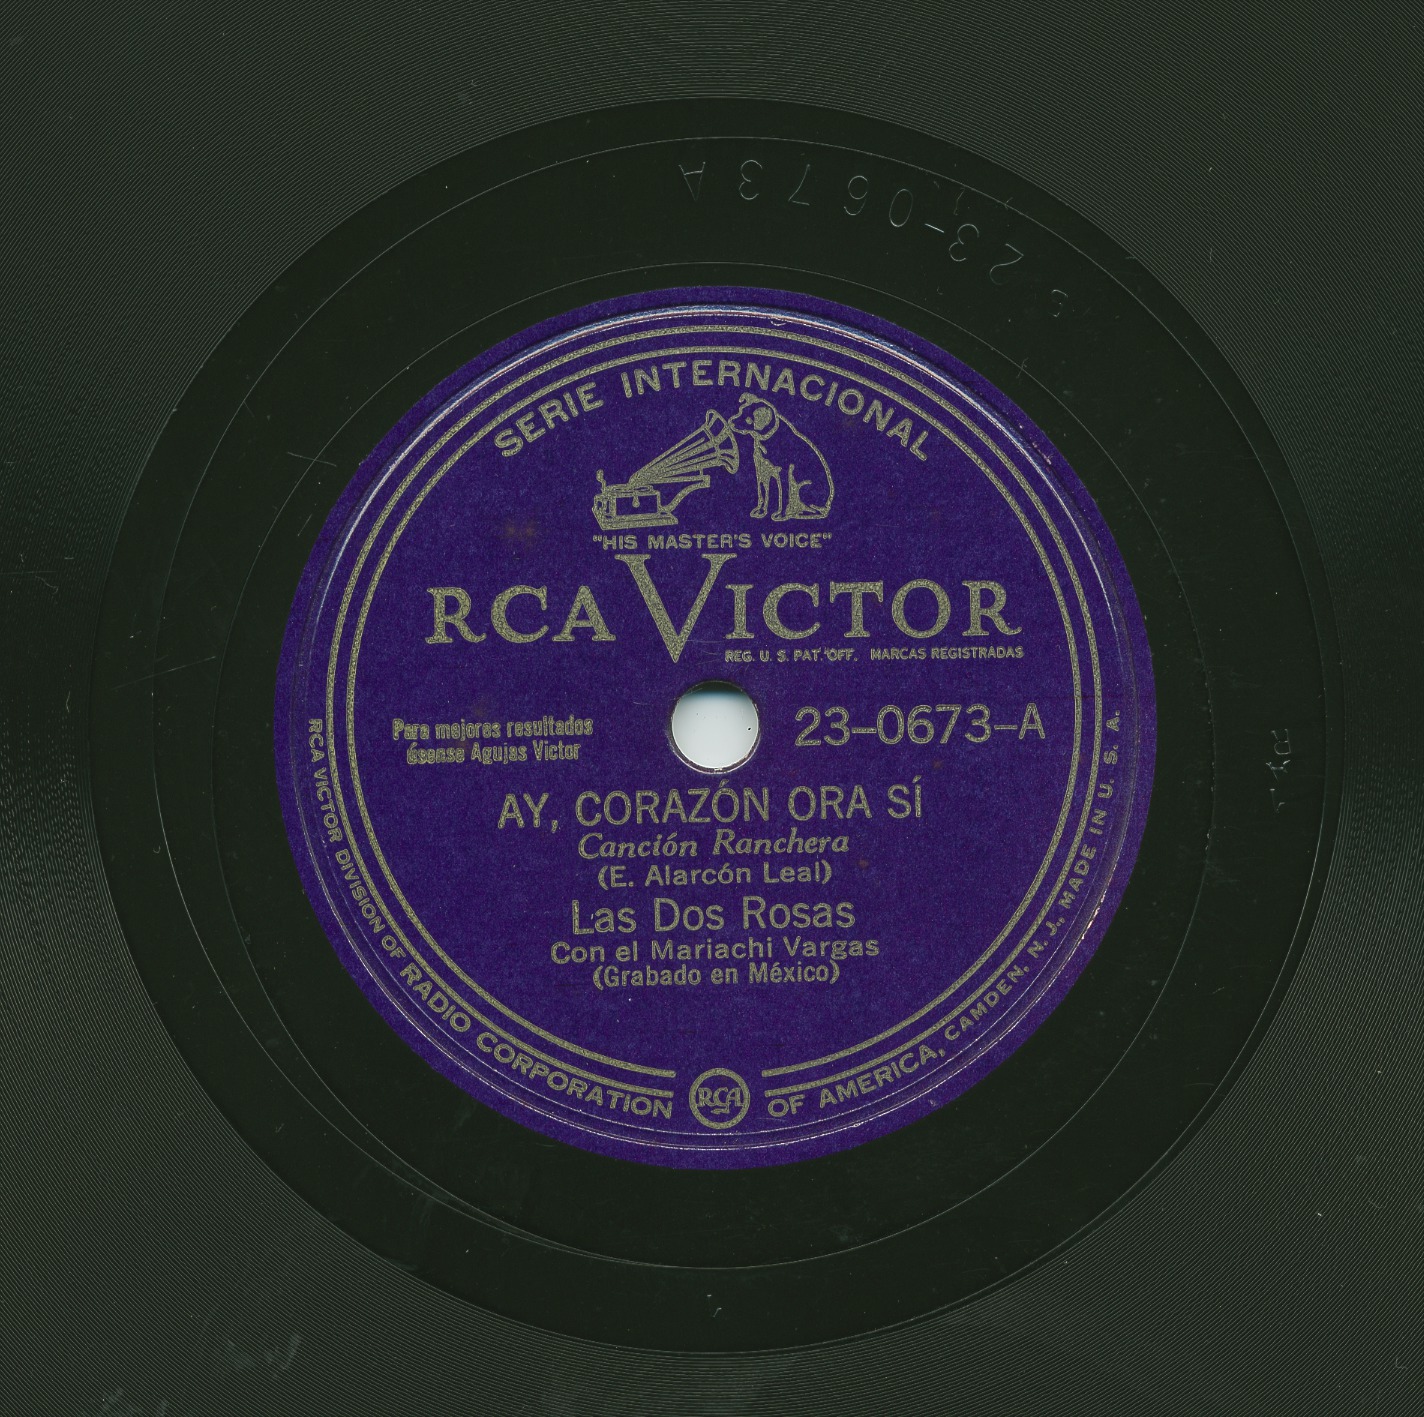 23-0673A
SERIE INTERNACIONAL
"HIS MASTER'S VOICE"
RCA VICTOR
REG. U. S. PAT. OFF. MARCAS REGISTRADAS
Para mejores resultados
úsense Agujas Victor
23-0673-A
AY, CORAZÓN ORA SÍ
Canción Ranchera
(E. Alarcón Leal)
Las Dos Rosas
Con el Mariachi Vargas
(Grabado en México)
RCA VICTOR DIVISION OF RADIO CORPORATION OF AMERICA, CAMDEN, N. J., MADE IN U. S. A.
RCA